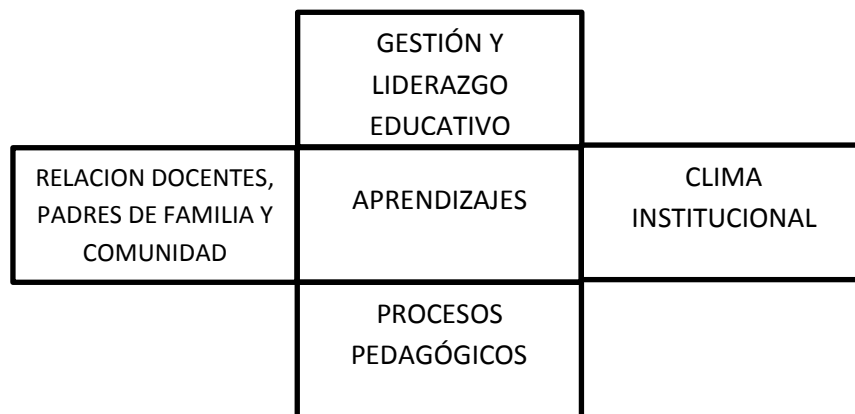 GESTIÓN Y
LIDERAZGO
EDUCATIVO
RELACION DOCENTES,
PADRES DE FAMILIA Y
COMUNIDAD
APRENDIZAJES
CLIMA
INSTITUCIONAL
PROCESOS
PEDAGÓGICOS